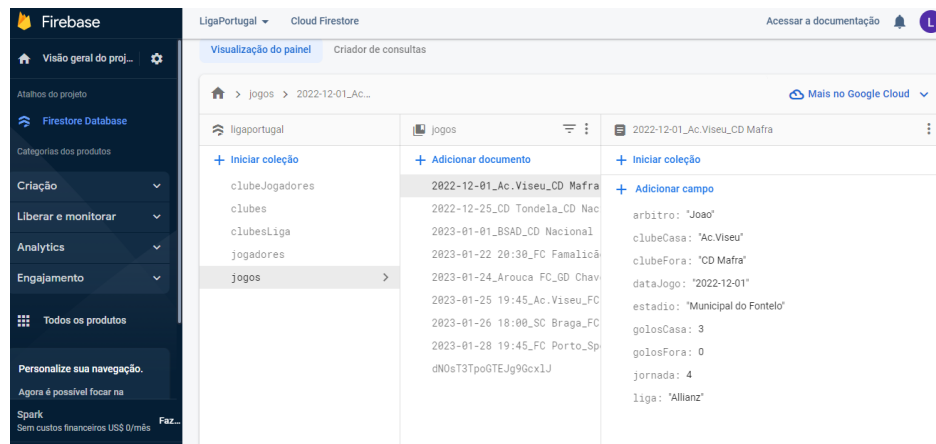 Firebase
LigaPortugal
Cloud Firestore
Acessar a documentação
L
Visão geral do proj...
Visualização do painel
Criador de consultas
Atalhos do projeto
Firestore Database
Categorias dos produtos
Criação
Liberar e monitorar
Analytics
Engajamento
Todos os produtos
Personalize sua navegação.
Agora é possível focar na
Spark
Sem custos financeiros US$ 0/mês
Faz...
jogos
2022-12-01_Ac...
Mais no Google Cloud
ligaportugal
+ Iniciar coleção
clubeJogadores
clubes
clubesLiga
jogadores
jogos
jogos
+ Adicionar documento
2022-12-01_Ac.Viseu_CD Mafra
2022-12-25_CD Tondela_CD Nac
2023-01-01_BSAD_CD Nacional
2023-01-22 20:30_FC Famalicã
2023-01-24_Arouca FC_GD Chav
2023-01-25 19:45_Ac.Viseu_FC
2023-01-26 18:00_SC Braga_FC
2023-01-28 19:45_FC Porto_Sp
dNOsT3TpoGTEJg9GcxlJ
2022-12-01_Ac.Viseu_CD Mafra
+ Iniciar coleção
+ Adicionar campo
arbitro: "Joao"
clubeCasa: "Ac.Viseu"
clubeFora: "CD Mafra"
dataJogo: "2022-12-01"
estadio: "Municipal do Fontelo"
golosCasa: 3
golosFora: 0
jornada: 4
liga: "Allianz"